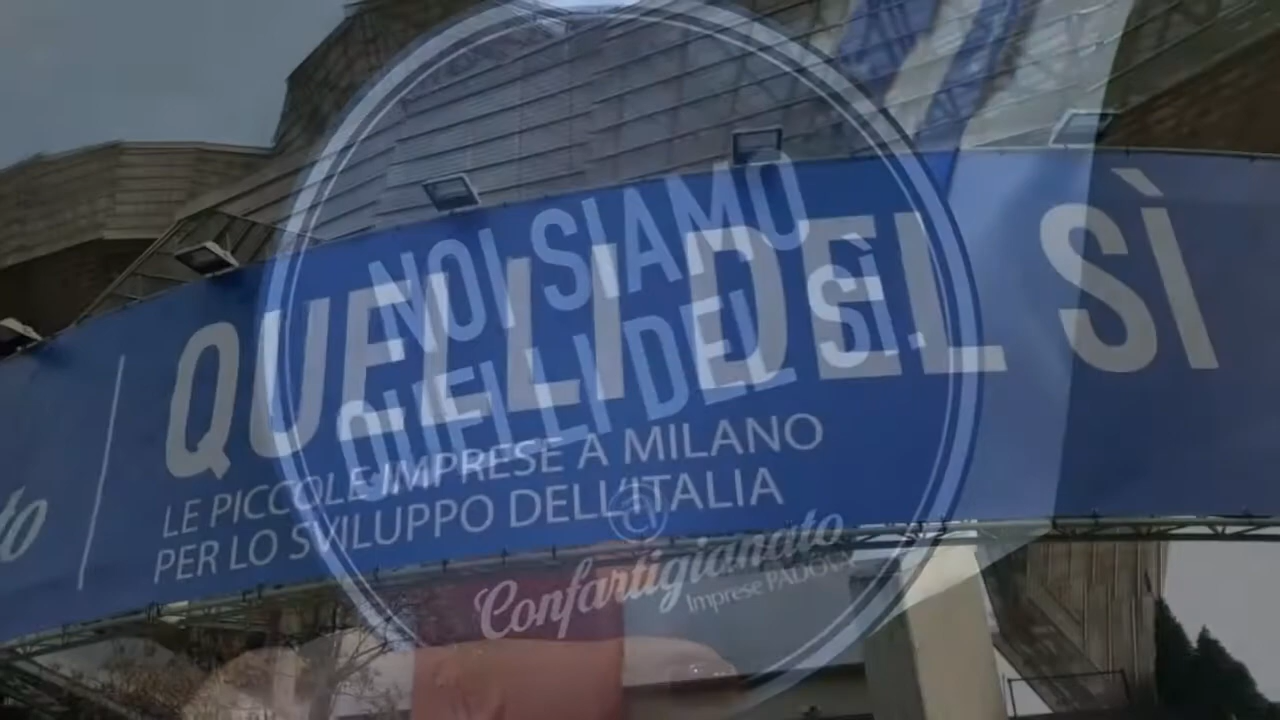 NOI SIAMO
QUELLI DEL SÌ.
QUELLI DEL SÌ
LE PICCOLE IMPRESE A MILANO
PER LO SVILUPPO DELL'ITALIA
to
Confartigianato
Imprese PADOVA